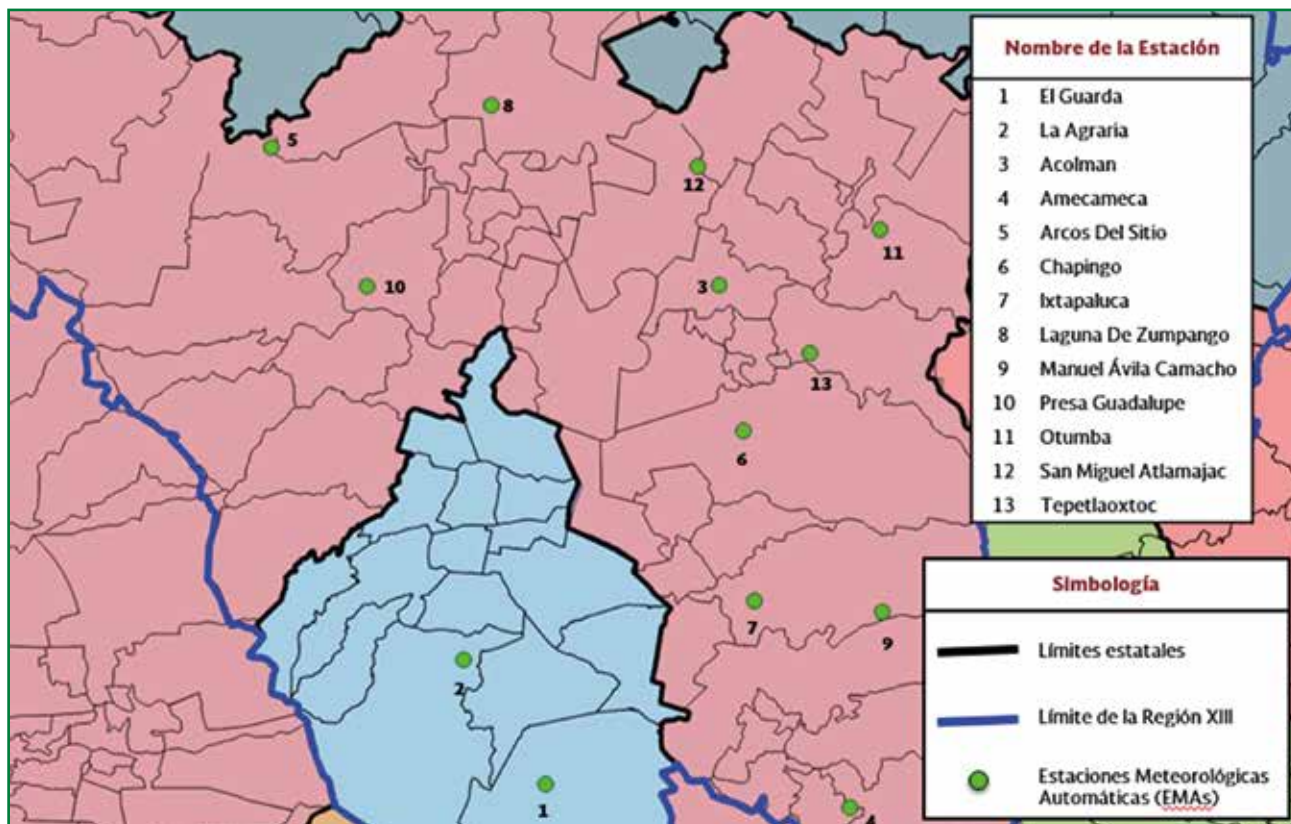 Nombre de la Estación
1 El Guarda
2 La Agraria
3 Acolman
4 Amecameca
5 Arcos Del Sitio
6 Chapingo
7 Ixtapaluca
8 Laguna De Zumpango
9 Manuel Ávila Camacho
10 Presa Guadalupe
11 Otumba
12 San Miguel Atlamajac
13 Tepetlaoxtoc
8
5
12
11
10
3
13
6
7
9
2
1
4
Simbología
Límites estatales
Límite de la Región XIII
Estaciones Meteorológicas
Automáticas (EMAs)